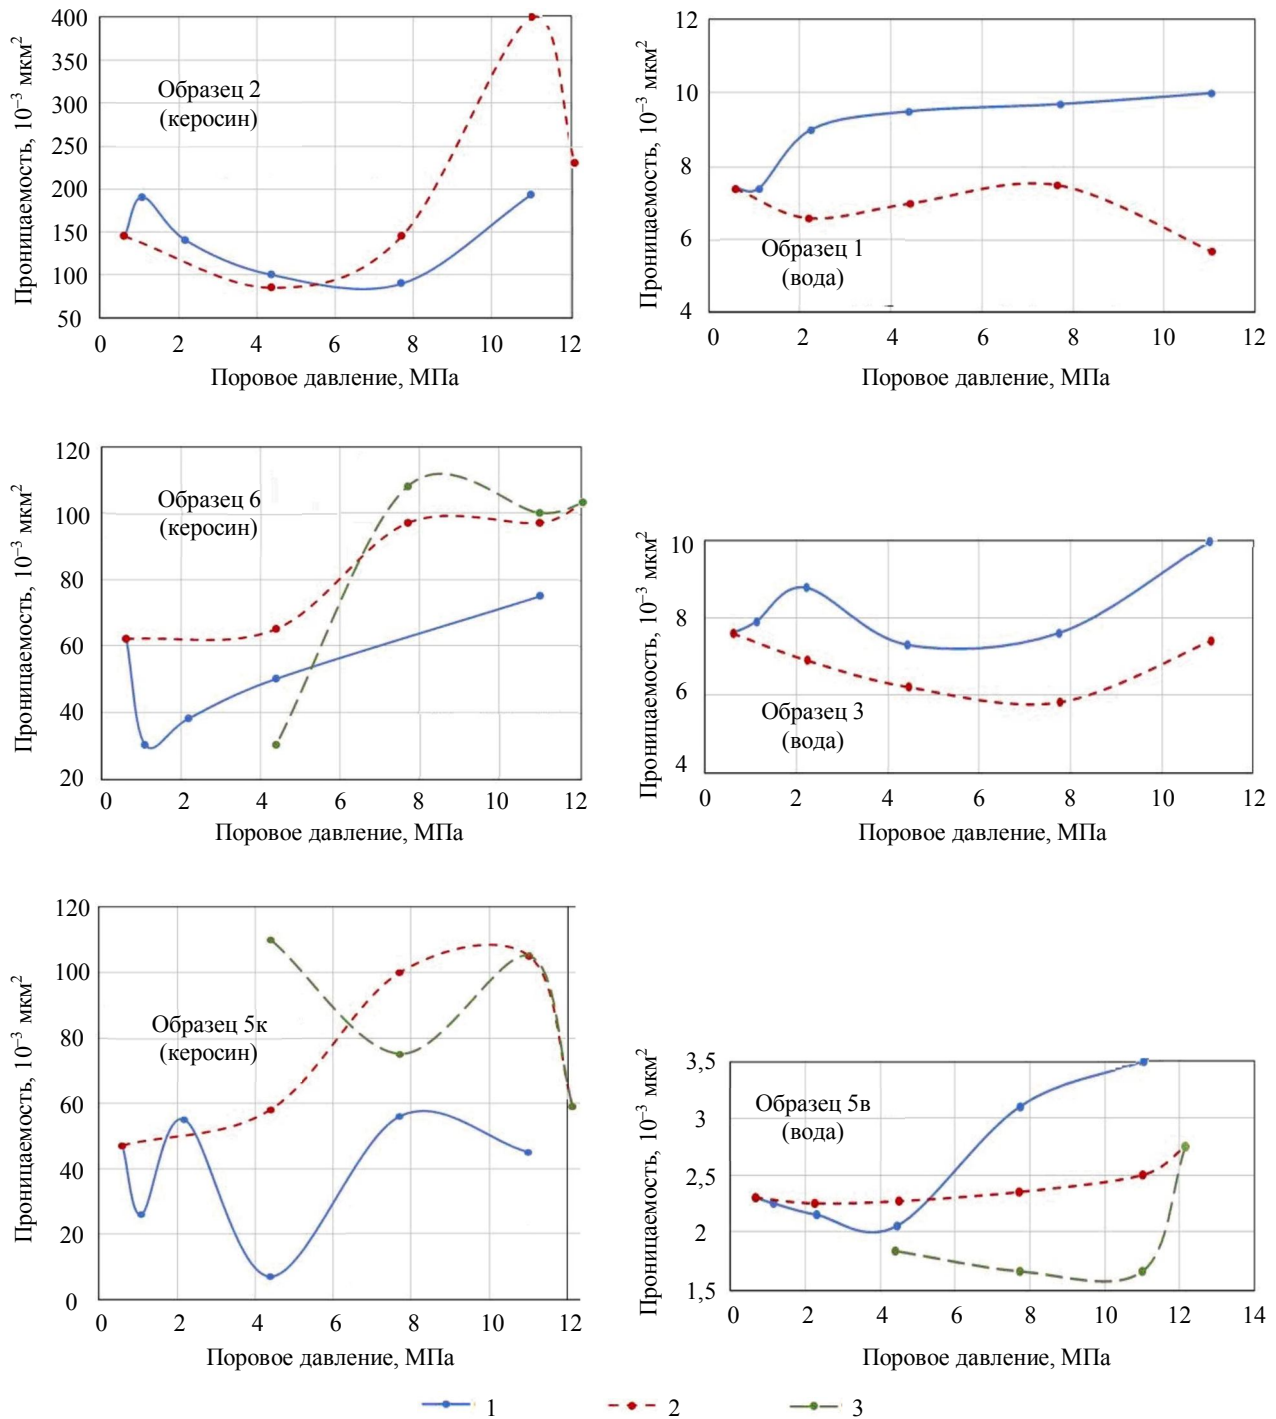 Проницаемость, 10⁻³ мкм²
400
350
300
250
200
150
100
50
Образец 2
(керосин)
0 2 4 6 8 10 12
Поровое давление, МПа
Проницаемость, 10⁻³ мкм²
12
10
8
6
4
Образец 1
(вода)
0 2 4 6 8 10 12
Поровое давление, МПа
Проницаемость, 10⁻³ мкм²
120
100
80
60
40
20
Образец 6
(керосин)
0 2 4 6 8 10 12
Поровое давление, МПа
Проницаемость, 10⁻³ мкм²
10
8
6
4
Образец 3
(вода)
0 2 4 6 8 10 12
Поровое давление, МПа
Проницаемость, 10⁻³ мкм²
120
100
80
60
40
20
0
Образец 5к
(керосин)
0 2 4 6 8 10 12
Поровое давление, МПа
Проницаемость, 10⁻³ мкм²
3,5
3
2,5
2
1,5
Образец 5в
(вода)
0 2 4 6 8 10 12 14
Поровое давление, МПа
1 2 3